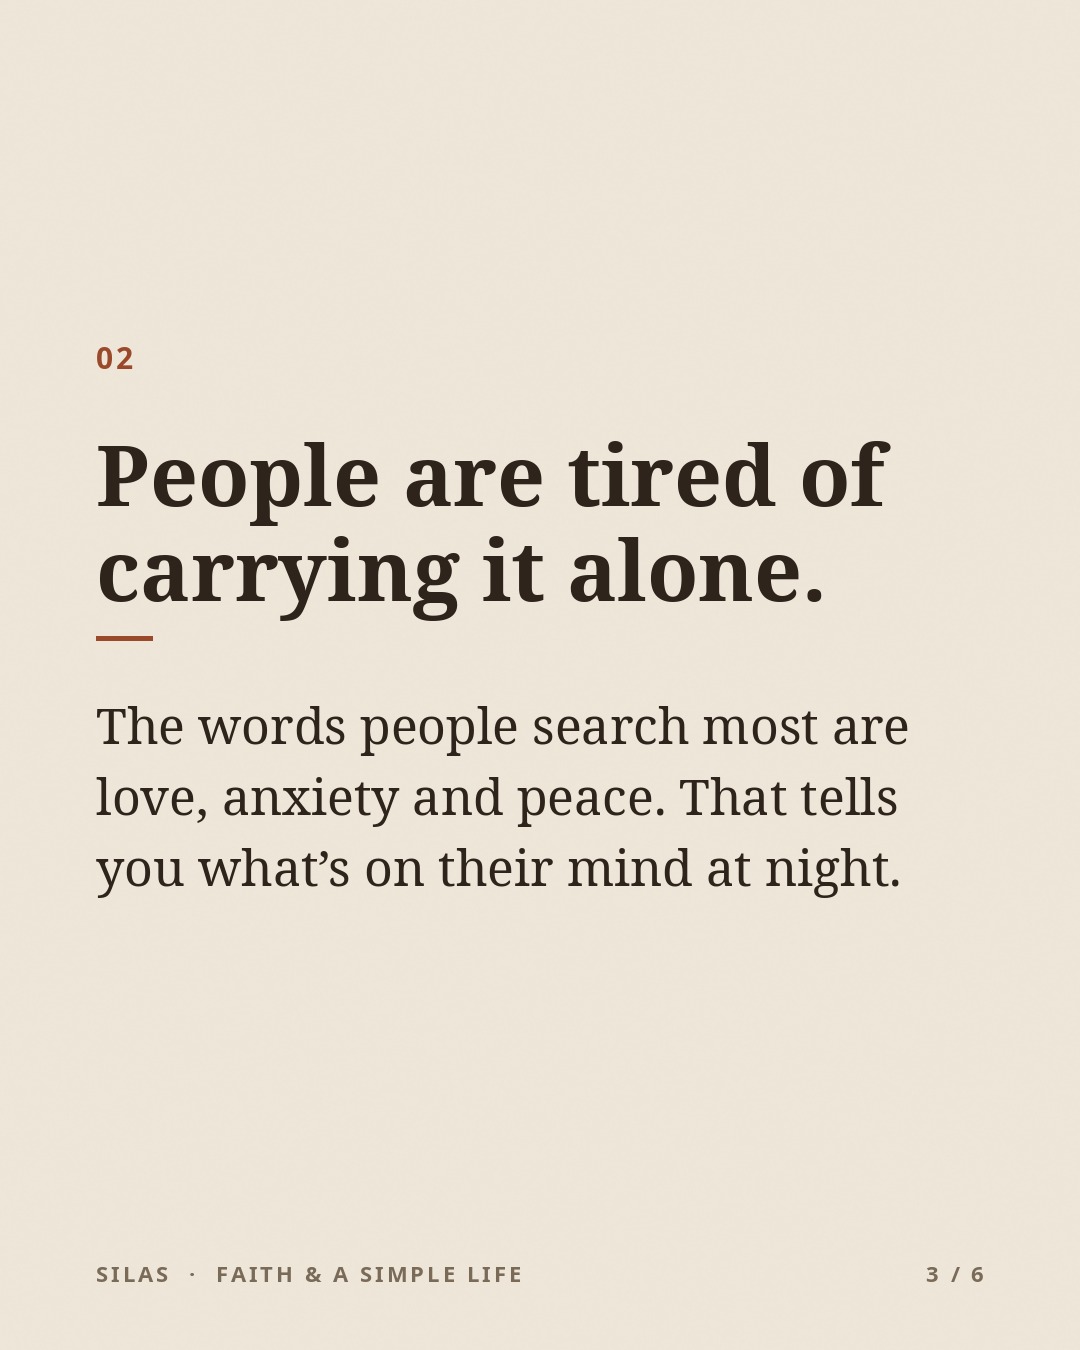 02
People are tired of
carrying it alone.
The words people search most are
love, anxiety and peace. That tells
you what’s on their mind at night.
SILAS · FAITH & A SIMPLE LIFE
3 / 6